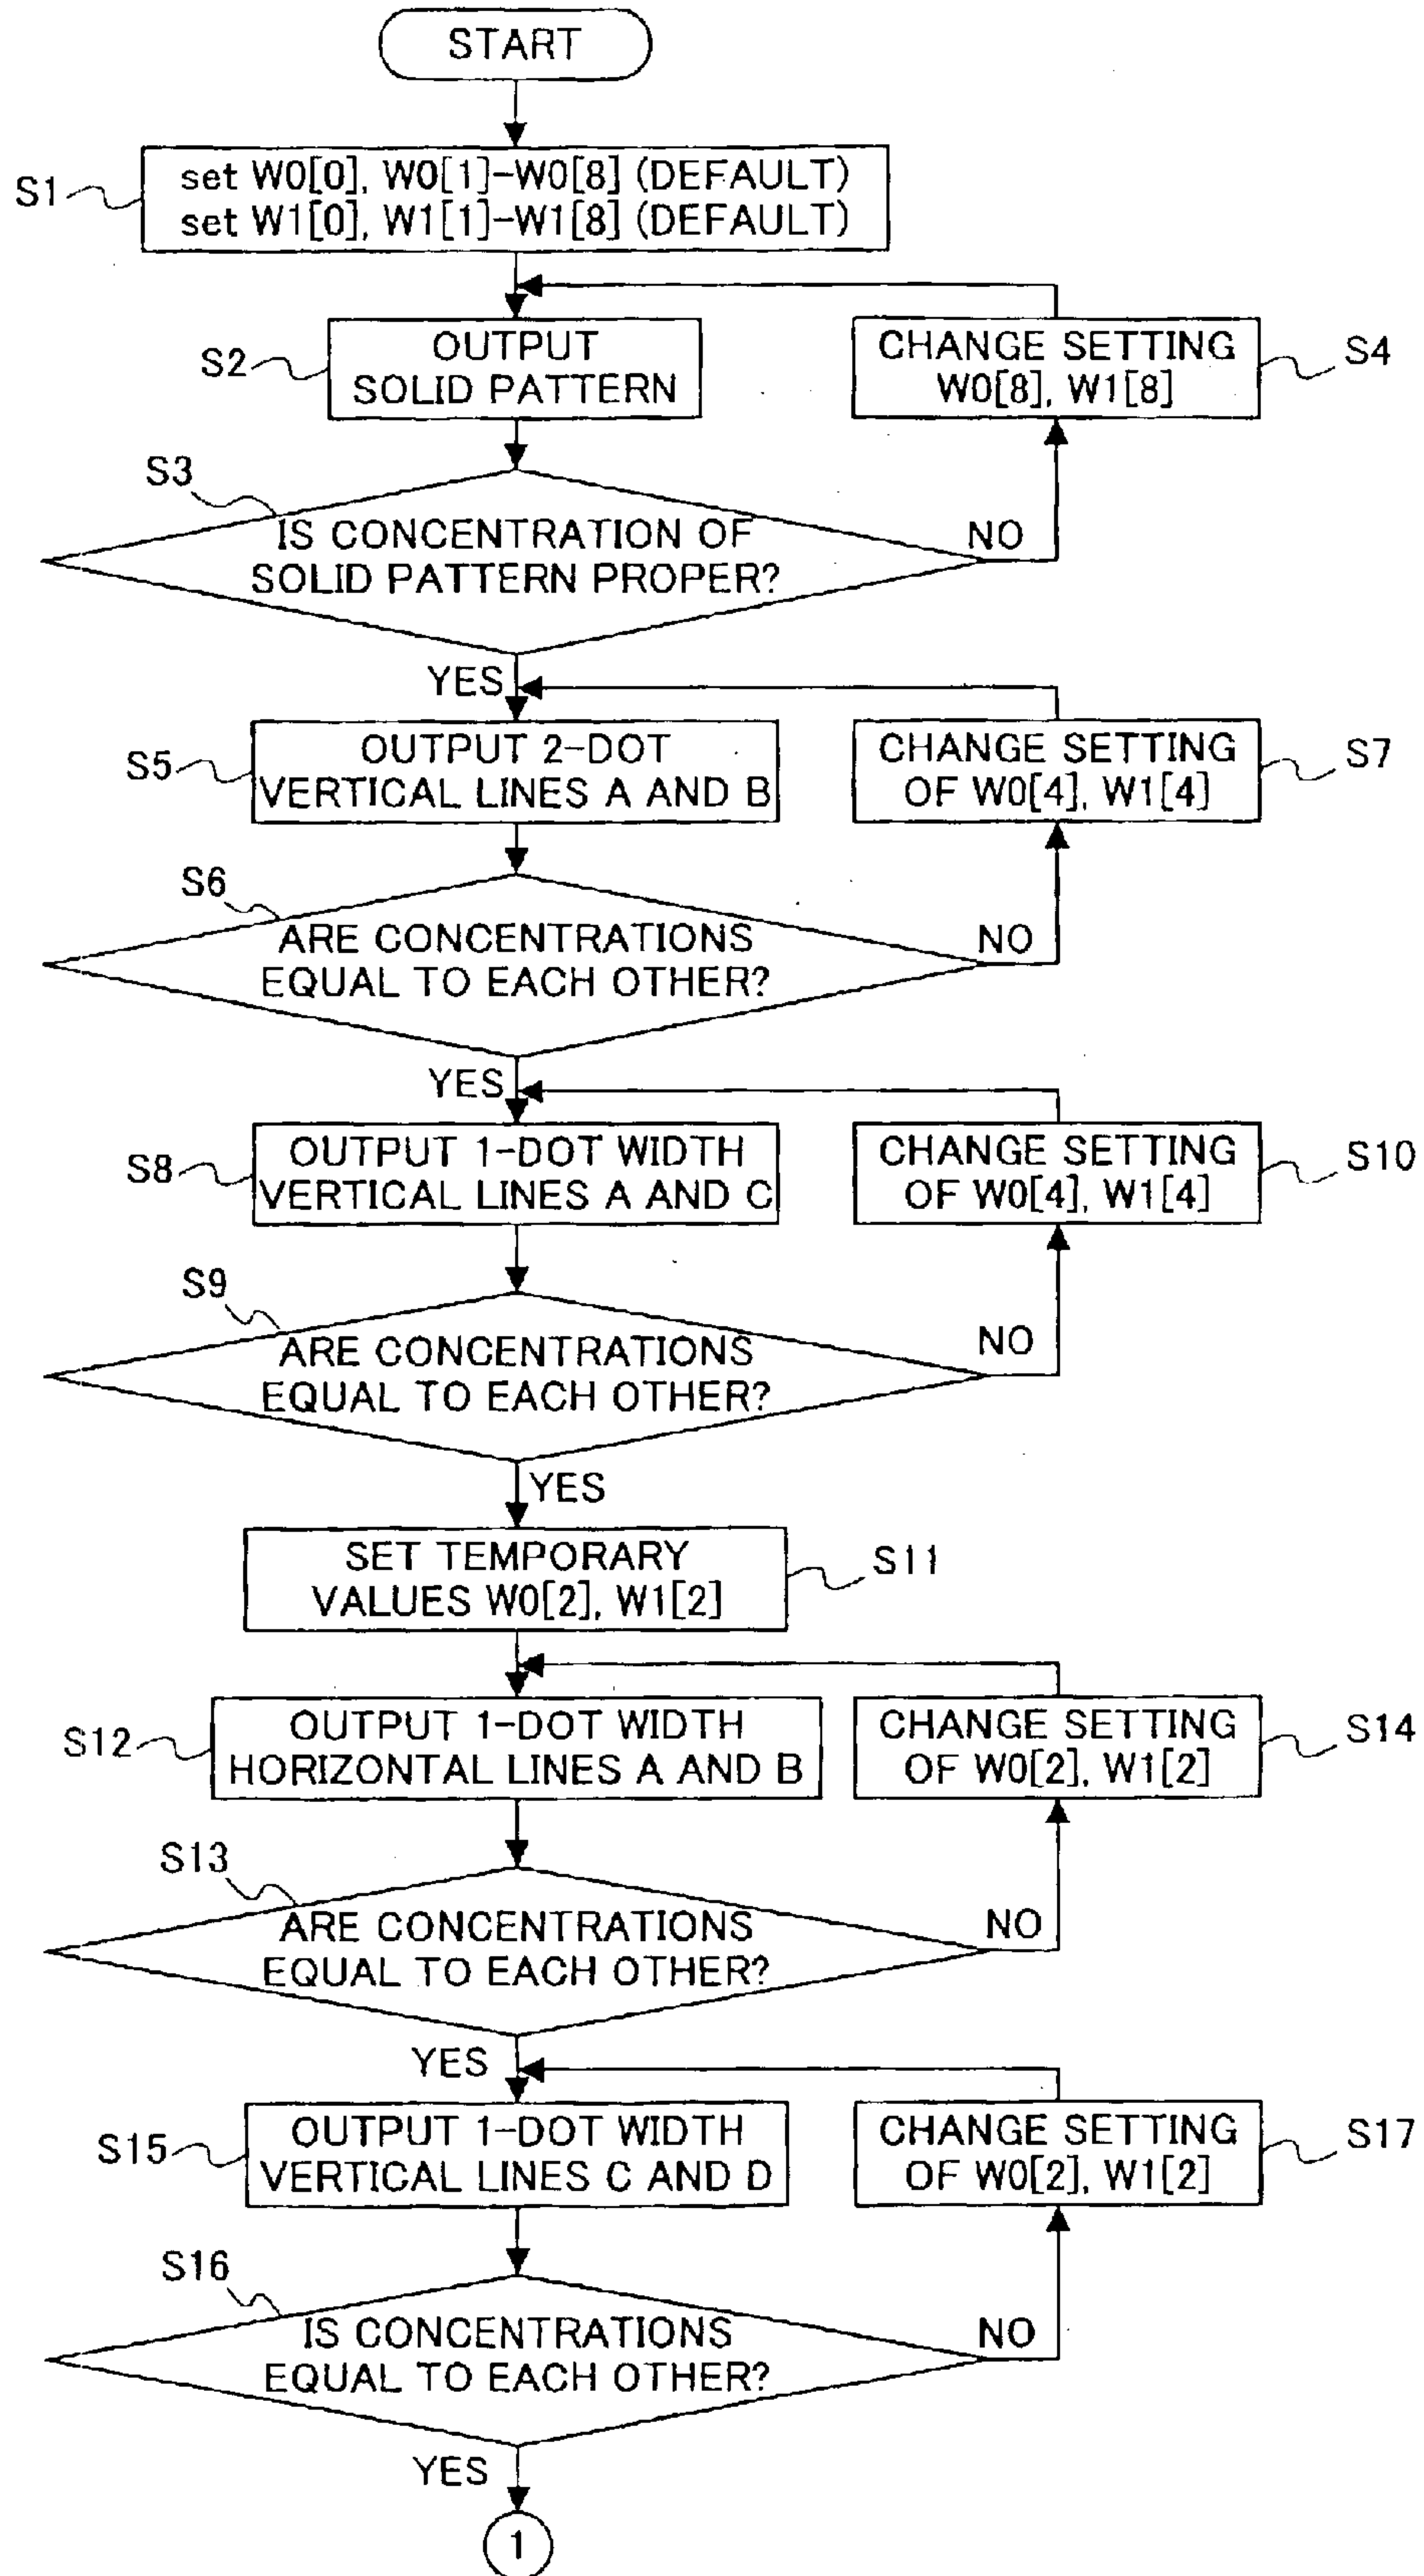 START
S1
set W0[0], W0[1]-W0[8] (DEFAULT)
set W1[0], W1[1]-W1[8] (DEFAULT)
S2
OUTPUT
SOLID PATTERN
CHANGE SETTING
W0[8], W1[8]
S4
S3
IS CONCENTRATION OF
SOLID PATTERN PROPER?
NO
YES
S5
OUTPUT 2-DOT
VERTICAL LINES A AND B
CHANGE SETTING
OF W0[4], W1[4]
S7
S6
ARE CONCENTRATIONS
EQUAL TO EACH OTHER?
NO
YES
S8
OUTPUT 1-DOT WIDTH
VERTICAL LINES A AND C
CHANGE SETTING
OF W0[4], W1[4]
S10
S9
ARE CONCENTRATIONS
EQUAL TO EACH OTHER?
NO
YES
SET TEMPORARY
VALUES W0[2], W1[2]
S11
S12
OUTPUT 1-DOT WIDTH
HORIZONTAL LINES A AND B
CHANGE SETTING
OF W0[2], W1[2]
S14
S13
ARE CONCENTRATIONS
EQUAL TO EACH OTHER?
NO
YES
S15
OUTPUT 1-DOT WIDTH
VERTICAL LINES C AND D
CHANGE SETTING
OF W0[2], W1[2]
S17
S16
IS CONCENTRATIONS
EQUAL TO EACH OTHER?
NO
YES
1